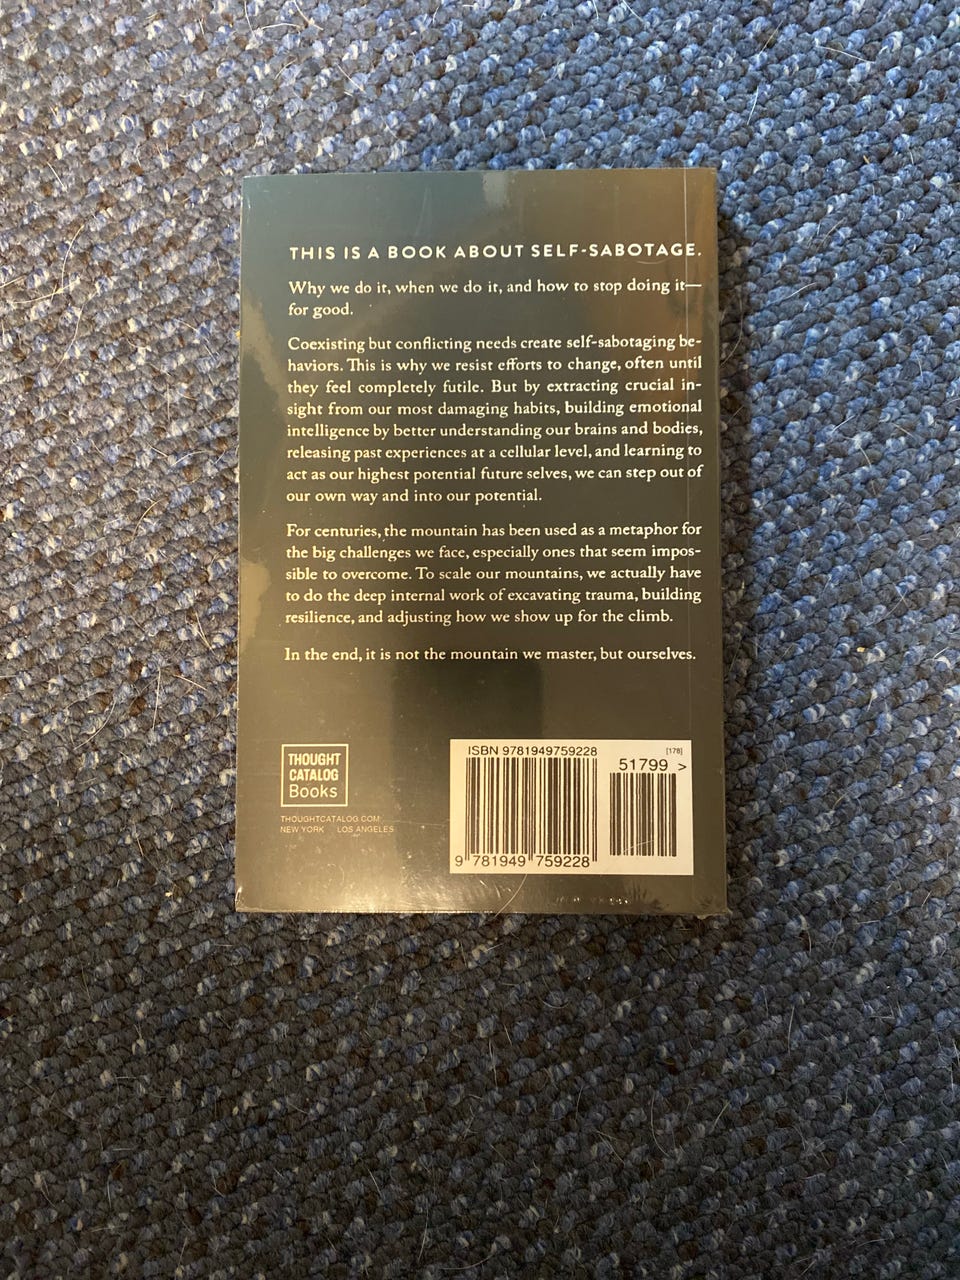 THIS IS A BOOK ABOUT SELF-SABOTAGE.
Why we do it, when we do it, and how to stop doing it—
for good.
Coexisting but conflicting needs create self-sabotaging be-
haviors. This is why we resist efforts to change, often until
they feel completely futile. But by extracting crucial in-
sight from our most damaging habits, building emotional
intelligence by better understanding our brains and bodies,
releasing past experiences at a cellular level, and learning to
act as our highest potential future selves, we can step out of
our own way and into our potential.
For centuries, the mountain has been used as a metaphor for
the big challenges we face, especially ones that seem impos-
sible to overcome. To scale our mountains, we actually have
to do the deep internal work of excavating trauma, building
resilience, and adjusting how we show up for the climb.
In the end, it is not the mountain we master, but ourselves.
THOUGHT
CATALOG
Books
THOUGHTCATALOG.COM
NEW YORK LOS ANGELES
ISBN 9781949759228
[178]
51799 >
9 781949 759228